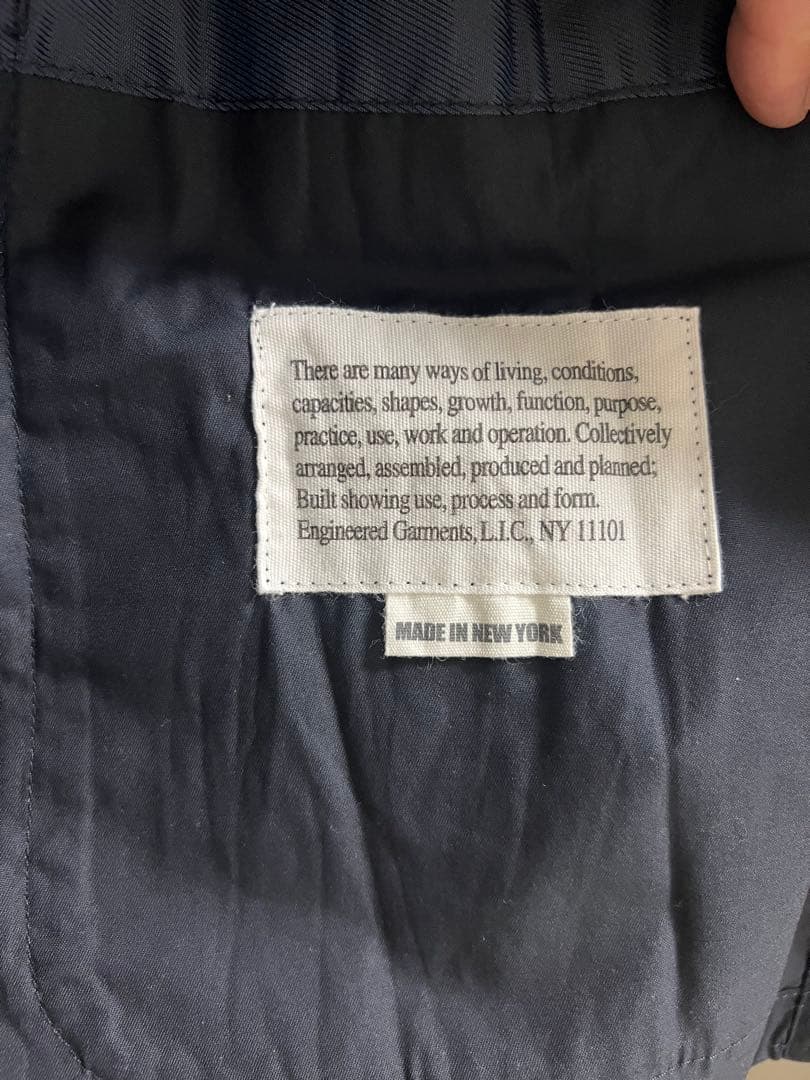 There are many ways of living, conditions,
capacities, shapes, growth, function, purpose,
practice, use, work and operation. Collectively
arranged, assembled, produced and planned;
Built showing use, process and form.
Engineered Garments, L.I.C., NY 11101
MADE IN NEW YORK